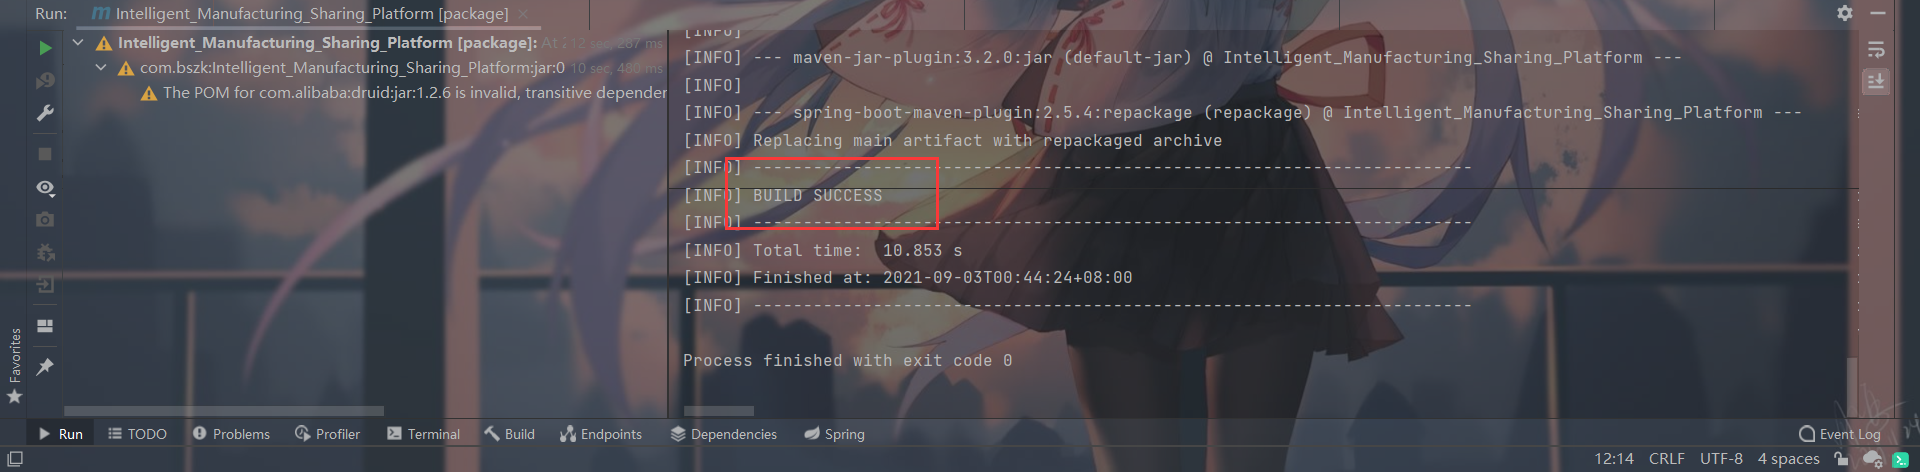 Run: Intelligent_Manufacturing_Sharing_Platform [package]
Intelligent_Manufacturing_Sharing_Platform [package]: 12 sec, 287 ms
com.bszk:Intelligent_Manufacturing_Sharing_Platform:jar:0 10 sec, 480 ms
The POM for com.alibaba:druid:jar:1.2.6 is invalid, transitive depender
[INFO]
[INFO] --- maven-jar-plugin:3.2.0:jar (default-jar) @ Intelligent_Manufacturing_Sharing_Platform ---
[INFO]
[INFO] --- spring-boot-maven-plugin:2.5.4:repackage (repackage) @ Intelligent_Manufacturing_Sharing_Platform ---
[INFO] Replacing main artifact with repackaged archive
[INFO] ------------------------------------------------------------------------
[INFO] BUILD SUCCESS
[INFO] ------------------------------------------------------------------------
[INFO] Total time:  10.853 s
[INFO] Finished at: 2021-09-03T00:44:24+08:00
[INFO] ------------------------------------------------------------------------
Process finished with exit code 0
Favorites
Run TODO Problems Profiler Terminal Build Endpoints Dependencies Spring Event Log
12:14 CRLF UTF-8 4 spaces